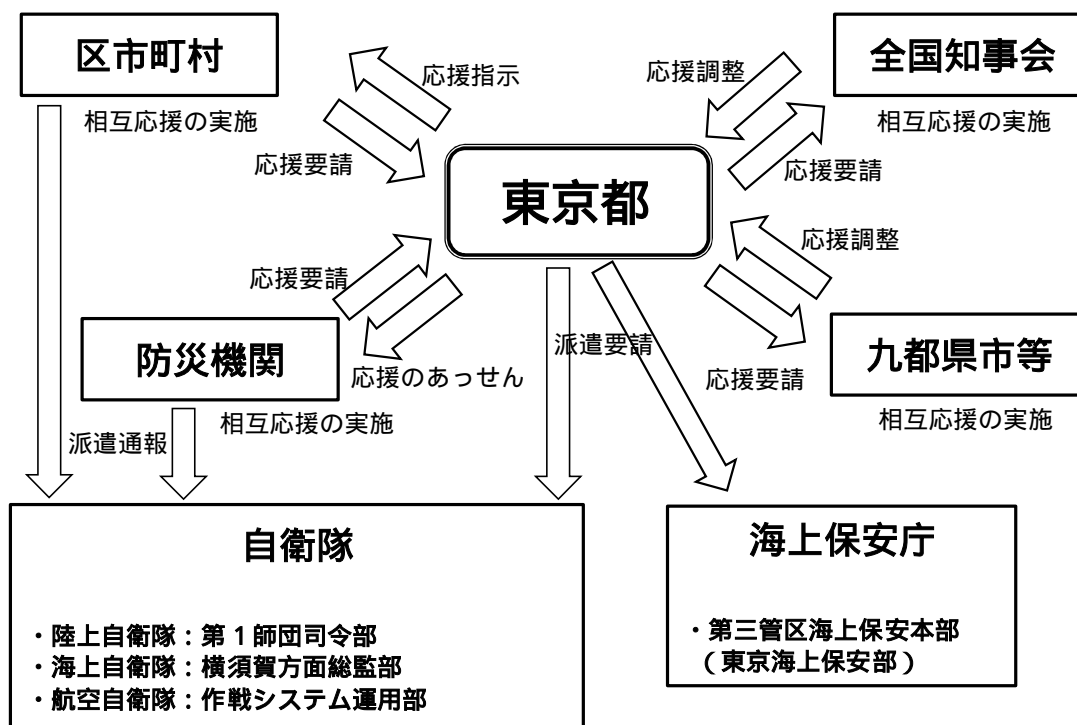 区市町村
全国知事会
応援指示
応援調整
相互応援の実施
相互応援の実施
応援要請
応援要請
東京都
応援調整
応援要請
防災機関
派遣要請
九都県市等
応援のあっせん
応援要請
相互応援の実施
相互応援の実施
派遣通報
自衛隊
・陸上自衛隊：第１師団司令部
・海上自衛隊：横須賀方面総監部
・航空自衛隊：作戦システム運用部
海上保安庁
・第三管区海上保安本部
（東京海上保安部）